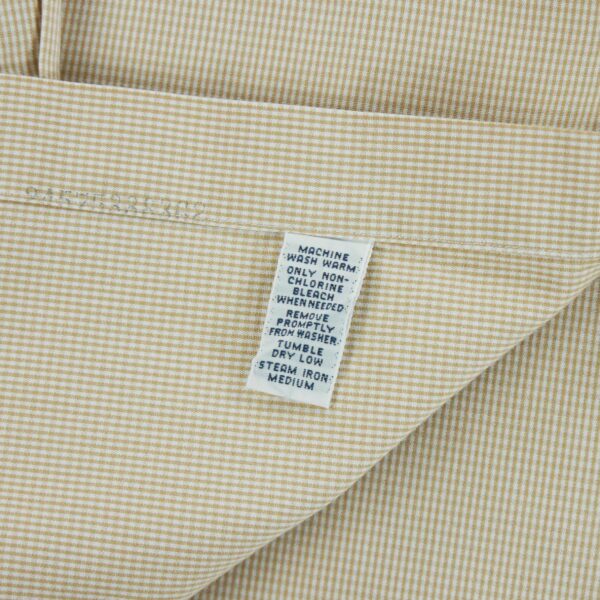 MACHINE
WASH WARM
ONLY NON-
CHLORINE
BLEACH
WHEN NEEDED
REMOVE
PROMPTLY
FROM WASHER
TUMBLE
DRY LOW
STEAM IRON
MEDIUM